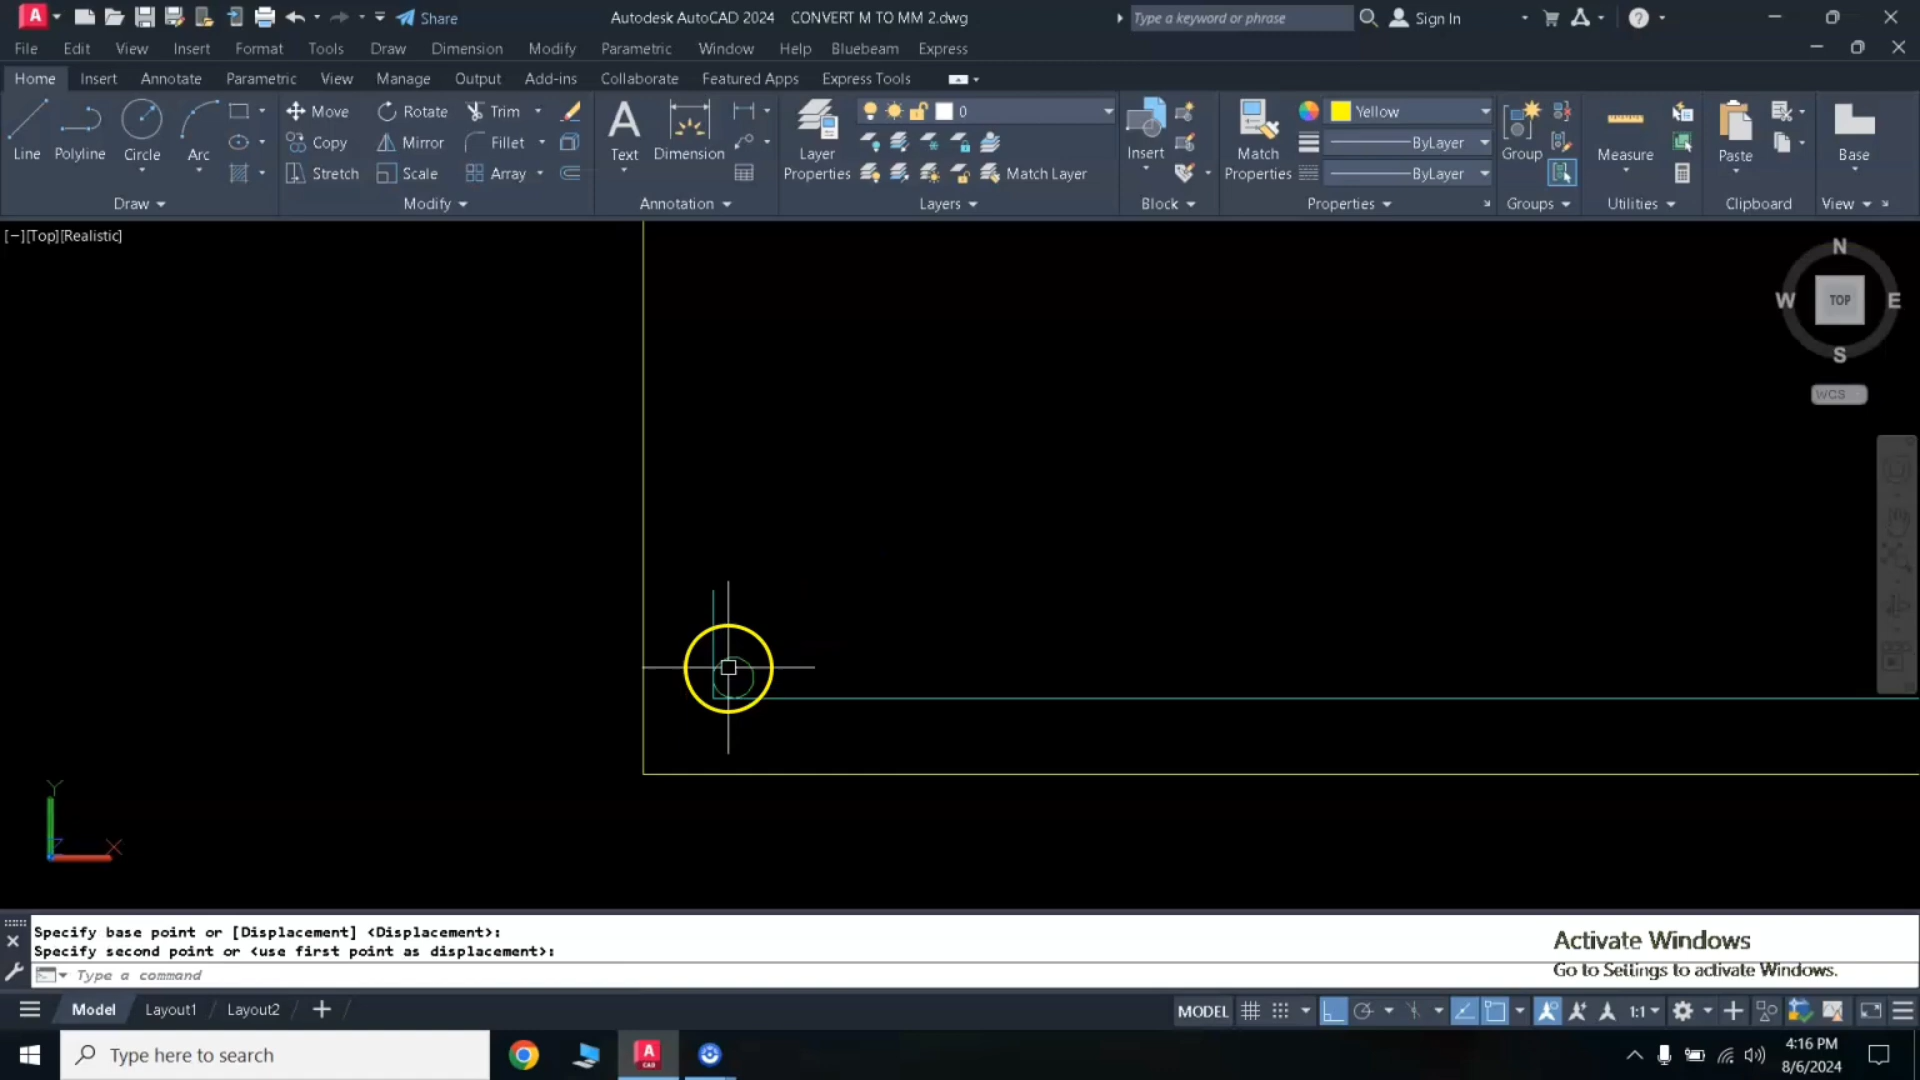 Share
Autodesk AutoCAD 2024 CONVERT M TO MM 2.dwg
Type a keyword or phrase
Sign In
File Edit View Insert Format Tools Draw Dimension Modify Parametric Window Help Bluebeam Express
Home Insert Annotate Parametric View Manage Output Add-ins Collaborate Featured Apps Express Tools
Line Polyline Circle Arc
Move Rotate Trim
Copy Mirror Fillet
Stretch Scale Array
Text Dimension
Layer Properties
0
Match Layer
Insert
Match Properties
Yellow
ByLayer
ByLayer
Group
Measure
Paste
Base
Draw Modify Annotation Layers Block Properties Groups Utilities Clipboard View
[−][Top][Realistic]
N
W TOP E
S
WCS
Y
Z X
Specify base point or [Displacement] <Displacement>:
Specify second point or <use first point as displacement>:
Type a command
Activate Windows
Go to Settings to activate Windows.
Model Layout1 Layout2
MODEL
1:1
Type here to search
A
CAD
4:16 PM
8/6/2024